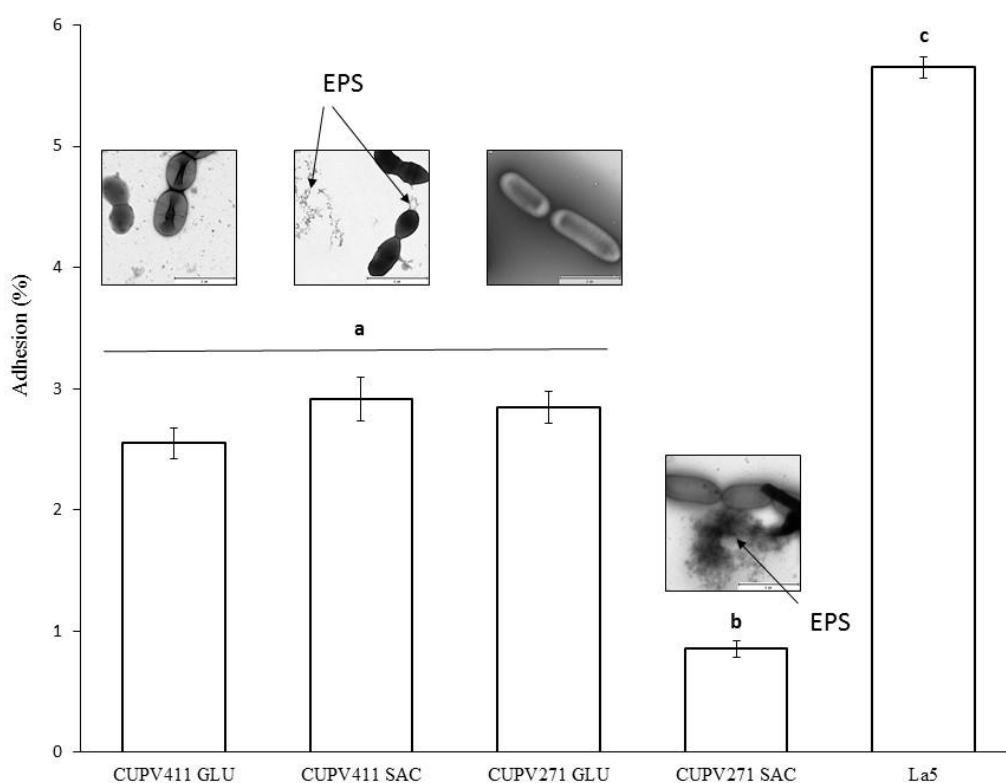 6
c
EPS
5
4
a
Adhesion (%)
3
2
b
EPS
1
0
CUPV411 GLU
CUPV411 SAC
CUPV271 GLU
CUPV271 SAC
La5